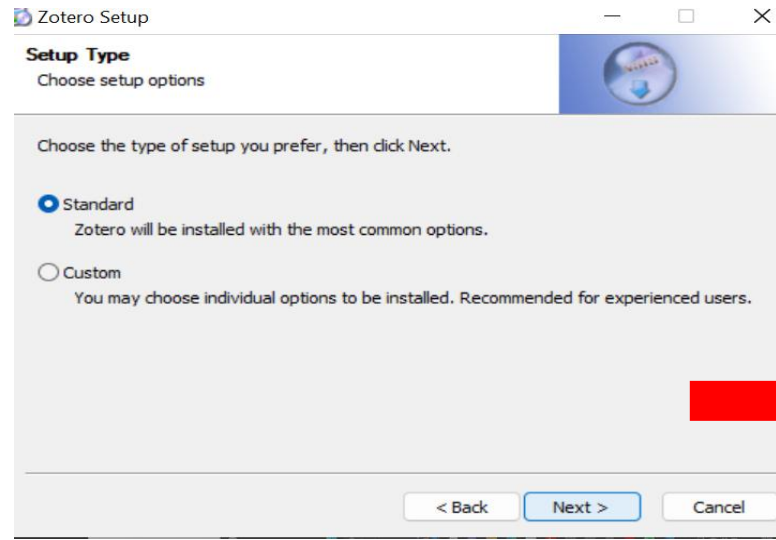 Zotero Setup
Setup Type
Choose setup options
Choose the type of setup you prefer, then click Next.
Standard
Zotero will be installed with the most common options.
Custom
You may choose individual options to be installed. Recommended for experienced users.
< Back Next > Cancel